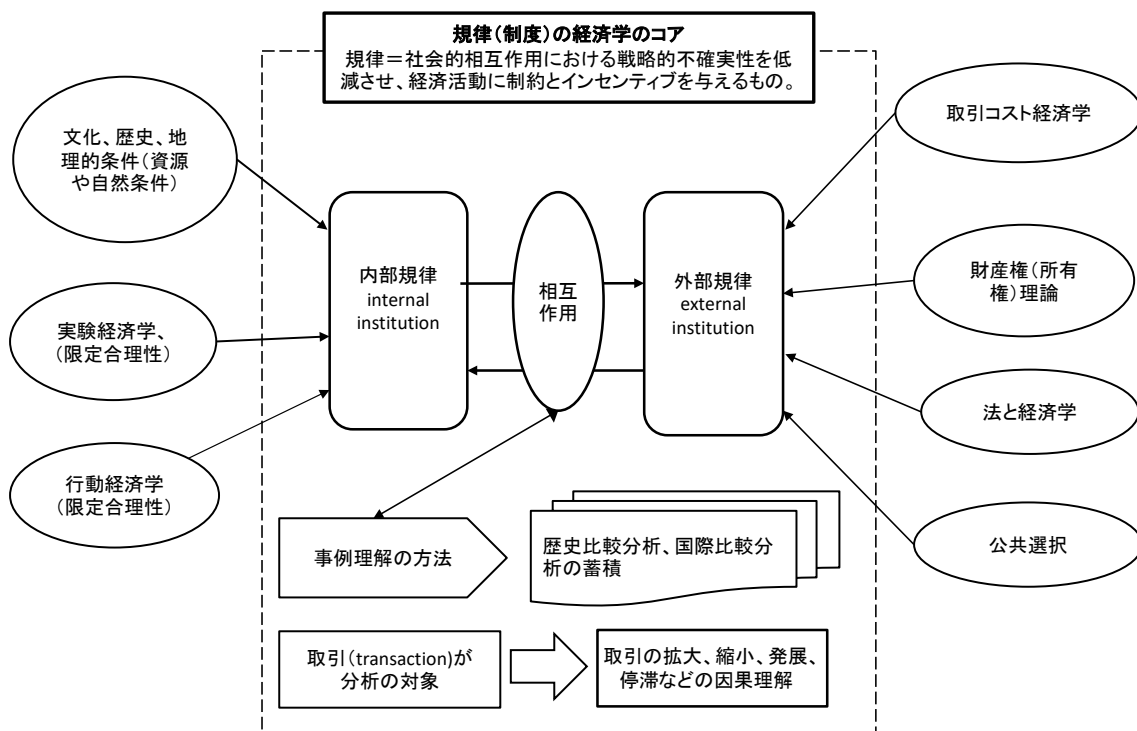 規律（制度）の経済学のコア
規律＝社会的相互作用における戦略的不確実性を低
減させ、経済活動に制約とインセンティブを与えるもの。
文化、歴史、地
理的条件（資源
や自然条件）
実験経済学、
（限定合理性）
行動経済学
（限定合理性）
内部規律
internal
institution
相互
作用
外部規律
external
institution
取引コスト経済学
財産権（所有
権）理論
法と経済学
公共選択
事例理解の方法
歴史比較分析、国際比較分
析の蓄積
取引（transaction)が
分析の対象
取引の拡大、縮小、発展、
停滞などの因果理解